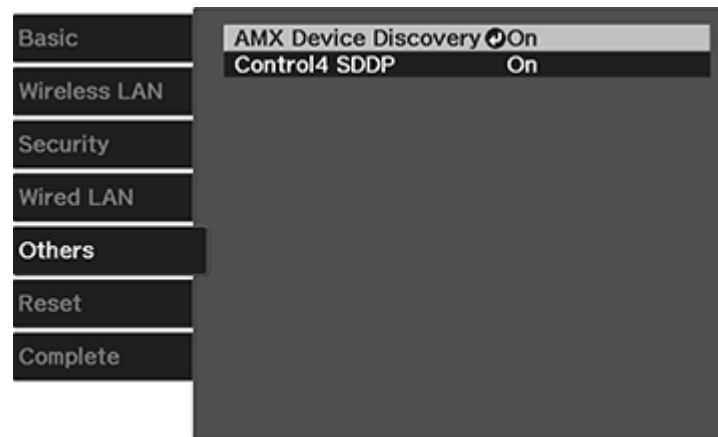 Basic
Wireless LAN
Security
Wired LAN
Others
Reset
Complete
AMX Device Discovery On
Control4 SDDP On